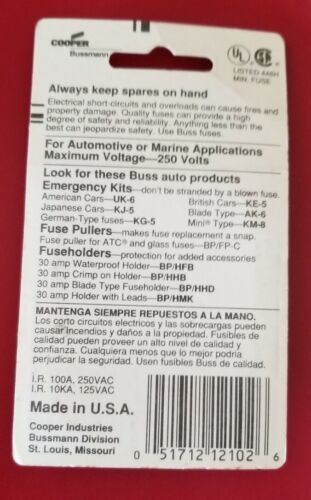 COOPER
Bussmann
UL
LISTED 448H
MIN. FUSE
Always keep spares on hand
Electrical short-circuits and overloads can cause fires and
property damage. Quality fuses can provide a high
degree of safety and reliability. Anything less than the
best can jeopardize safety. Use Buss fuses.
For Automotive or Marine Applications
Maximum Voltage—250 Volts
Look for these Buss auto products
Emergency Kits—don't be stranded by a blown fuse.
American Cars—UK-6 British Cars—KE-5
Japanese Cars—KJ-5 Blade Type—AK-6
German-Type fuses—KG-5 Mini® Type—KM-8
Fuse Pullers—makes fuse replacement a snap.
Fuse puller for ATC® and glass fuses—BP/FP-C
Fuseholders—protection for added accessories
30 amp Waterproof Holder—BP/HFB
30 amp Crimp on Holder—BP/HHB
30 amp Blade Type Fuseholder—BP/HHD
30 amp Holder with Leads—BP/HMK
MANTENGA SIEMPRE REPUESTOS A LA MANO.
Los corto circuitos electricos y las sobrecargas pueden
causar incendios y daños a la propiedad. Fusibles de
calidad pueden proveer un alto nivel de calidad y
confianza. Cualquiera menos que lo mejor podria
perjudicar la seguridad. Usen fusibles Buss de calidad.
I.R. 100A, 250VAC
I.R. 10KA, 125VAC
Made in U.S.A.
Cooper Industries
Bussmann Division
St. Louis, Missouri
0 51712 12102 6